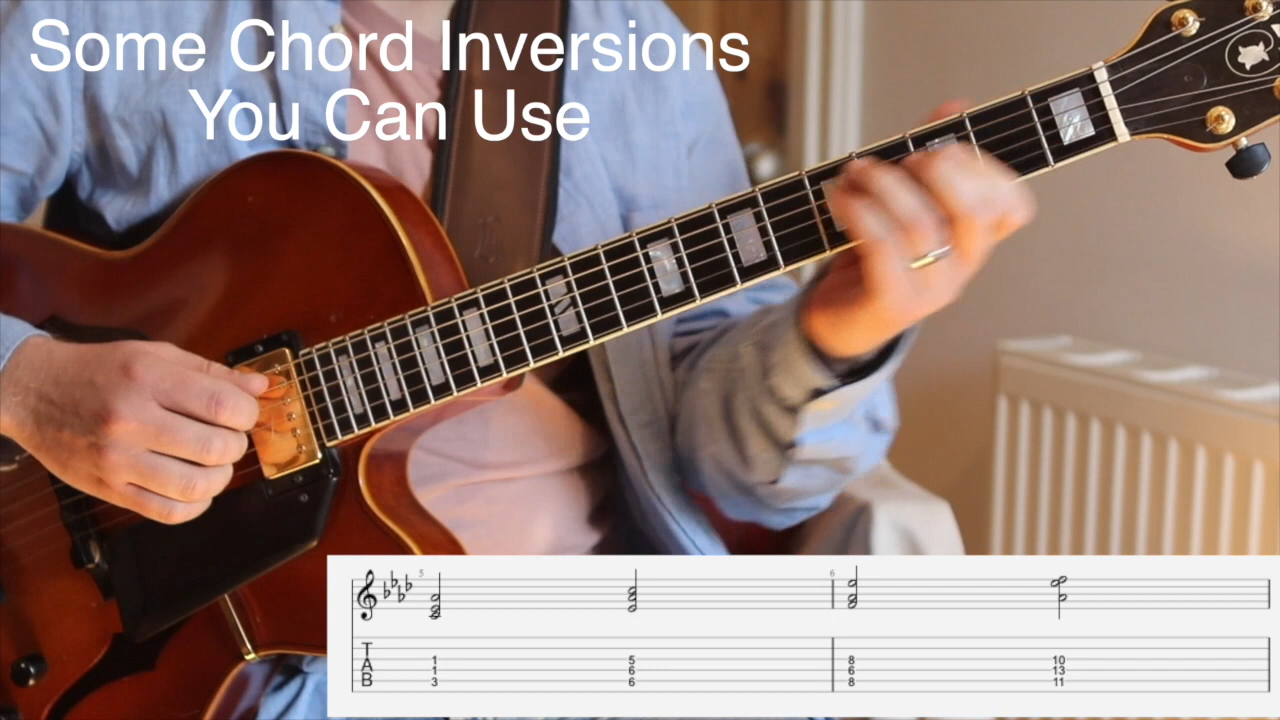 Some Chord Inversions
You Can Use
5 6
T
A
B
1 5 8 10
1 6 6 13
3 6 8 11